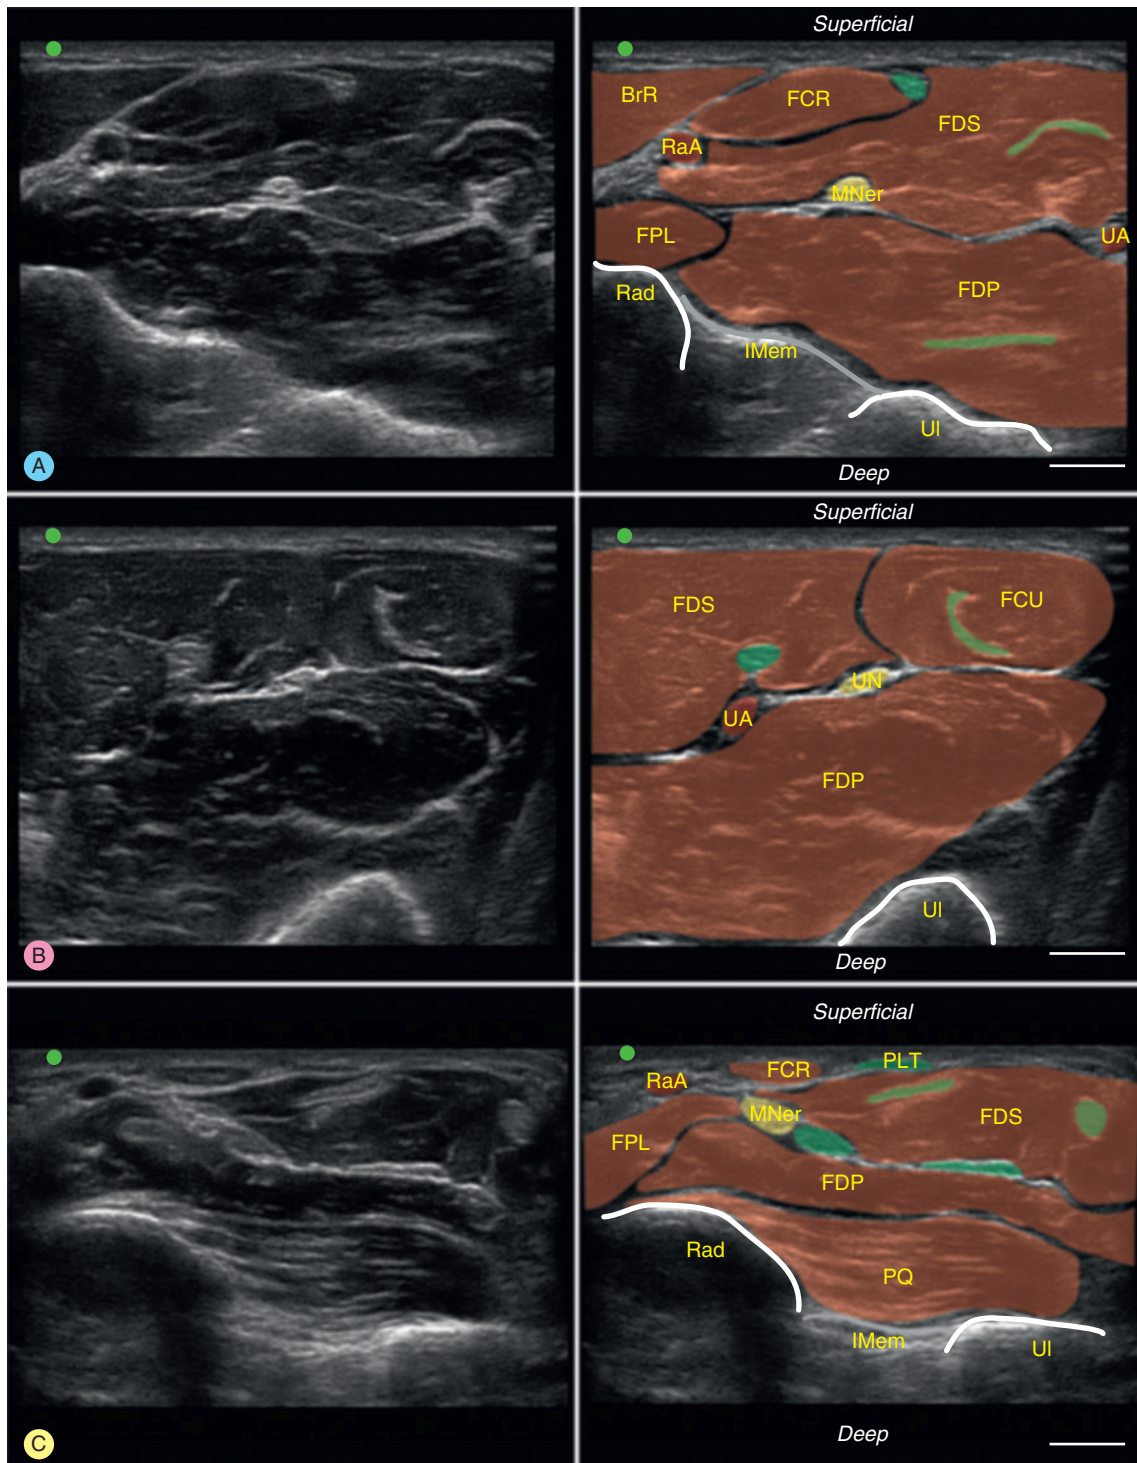 Superficial
BrR
FCR
FDS
RaA
MNer
FPL
UA
Rad
FDP
IMem
Ul
A
Deep
Superficial
FDS
FCU
UN
UA
FDP
Ul
B
Deep
Superficial
PLT
FCR
RaA
MNer
FDS
FPL
FDP
Rad
PQ
IMem
Ul
C
Deep